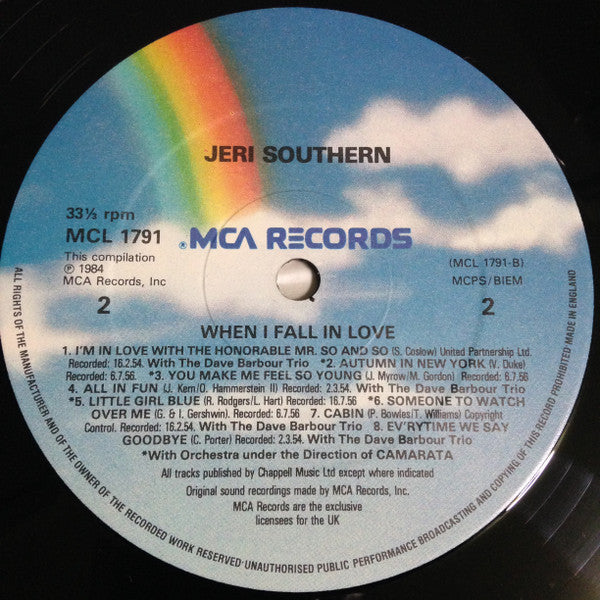 JERI SOUTHERN
33⅓ rpm
MCL 1791
This compilation
℗ 1984
MCA Records, Inc
2
® MCA RECORDS
(MCL 1791-B)
MCPS/BIEM
2
WHEN I FALL IN LOVE
1. I'M IN LOVE WITH THE HONORABLE MR. SO AND SO (S. Coslow) United Partnership Ltd.
Recorded: 16.2.54. With The Dave Barbour Trio *2. AUTUMN IN NEW YORK (V. Duke)
Recorded: 6.7.56. *3. YOU MAKE ME FEEL SO YOUNG (J. Myrow/M. Gordon) Recorded: 6.7.56
4. ALL IN FUN (J. Kern/O. Hammerstein II) Recorded: 2.3.54. With The Dave Barbour Trio
*5. LITTLE GIRL BLUE (R. Rodgers/L. Hart) Recorded: 6.7.56 *6. SOMEONE TO WATCH
OVER ME (G. & I. Gershwin). Recorded: 6.7.56 7. CABIN (P. Bowles/T. Williams) Copyright
Control. Recorded: 16.2.54. With The Dave Barbour Trio 8. EV'RYTIME WE SAY
GOODBYE (C. Porter) Recorded: 2.3.54. With The Dave Barbour Trio
*With Orchestra under the Direction of CAMARATA
All tracks published by Chappell Music Ltd except where indicated
Original sound recordings made by MCA Records, Inc.
MCA Records are the exclusive
licensees for the UK
ALL RIGHTS OF THE MANUFACTURER AND OF THE OWNER OF THE RECORDED WORK RESERVED·UNAUTHORISED PUBLIC PERFORMANCE BROADCASTING AND COPYING OF THIS RECORD PROHIBITED MADE IN ENGLAND